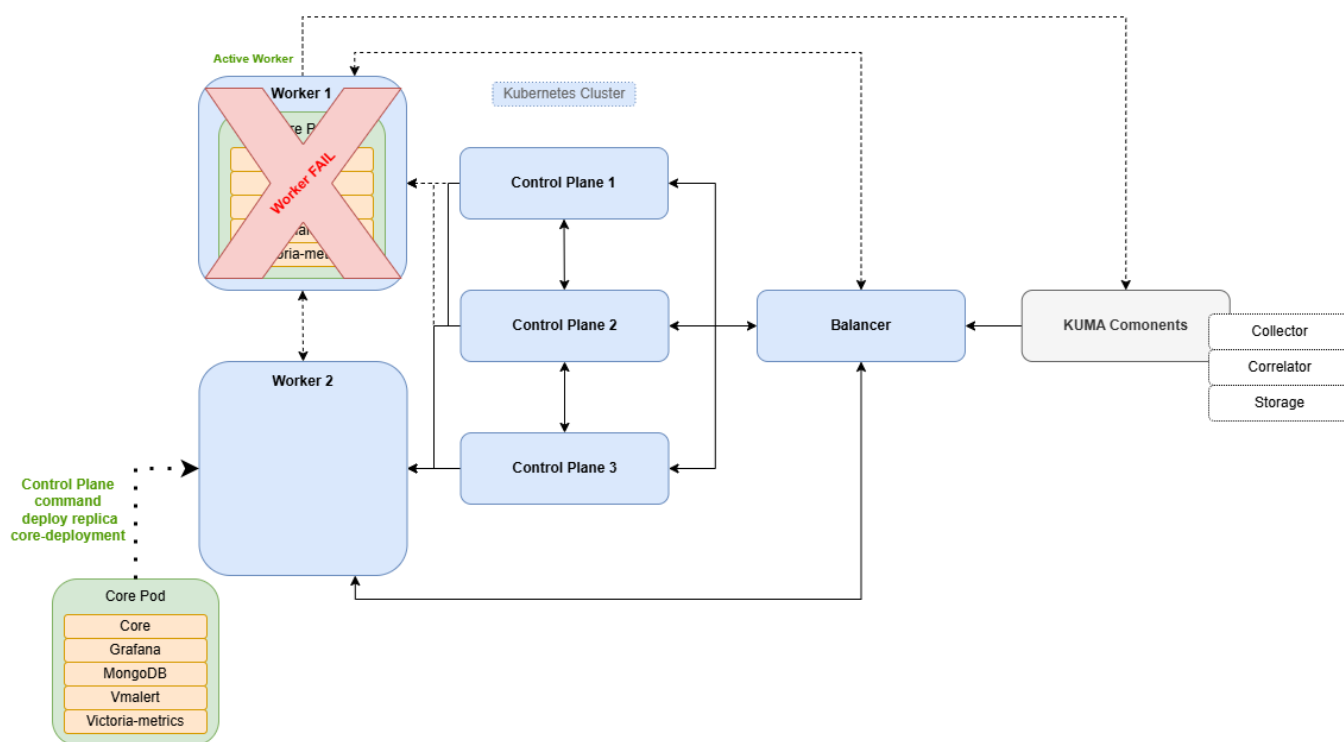 Active Worker
Worker 1
Kubernetes Cluster
Worker FAIL
Control Plane 1
Control Plane 2
Balancer
KUMA Comonents
Collector
Correlator
Storage
Worker 2
Control Plane 3
Control Plane
command
deploy replica
core-deployment
Core Pod
Core
Grafana
MongoDB
Vmalert
Victoria-metrics